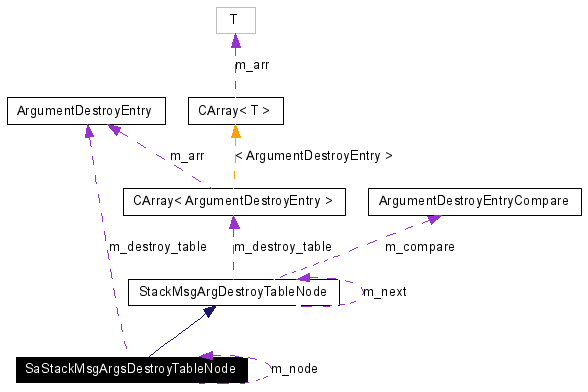 T
m_arr
ArgumentDestroyEntry
CArray< T >
m_arr
< ArgumentDestroyEntry >
CArray< ArgumentDestroyEntry >
ArgumentDestroyEntryCompare
m_destroy_table
m_destroy_table
m_compare
StackMsgArgDestroyTableNode
m_next
SaStackMsgArgsDestroyTableNode
m_node